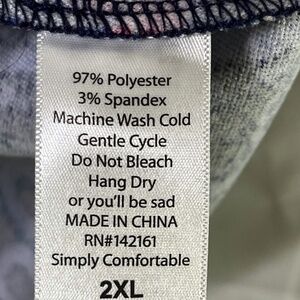 97% Polyester
3% Spandex
Machine Wash Cold
Gentle Cycle
Do Not Bleach
Hang Dry
or you'll be sad
MADE IN CHINA
RN#142161
Simply Comfortable
2XL